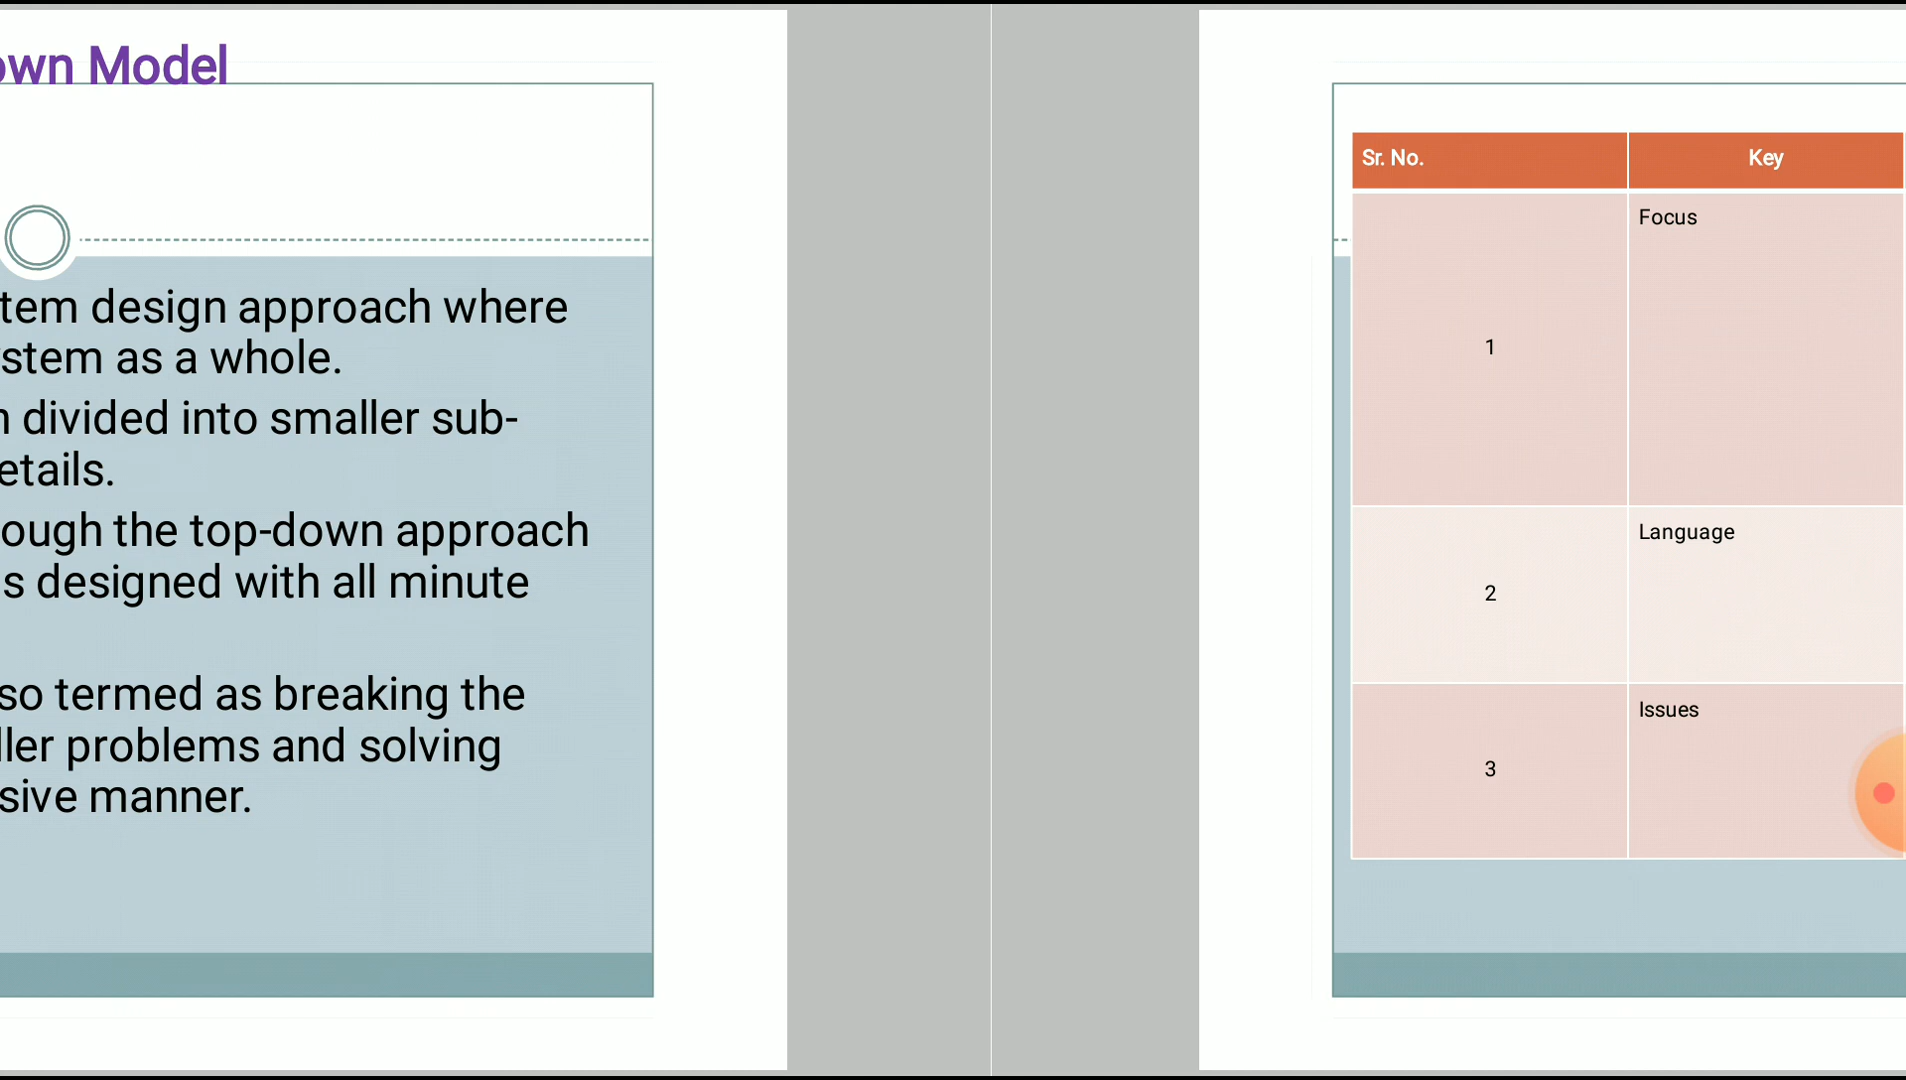 own Model
tem design approach where
stem as a whole.
divided into smaller sub-
etails.
ough the top-down approach
s designed with all minute
so termed as breaking the
ller problems and solving
sive manner.
Sr. No.
Key
1
Focus
2
Language
3
Issues